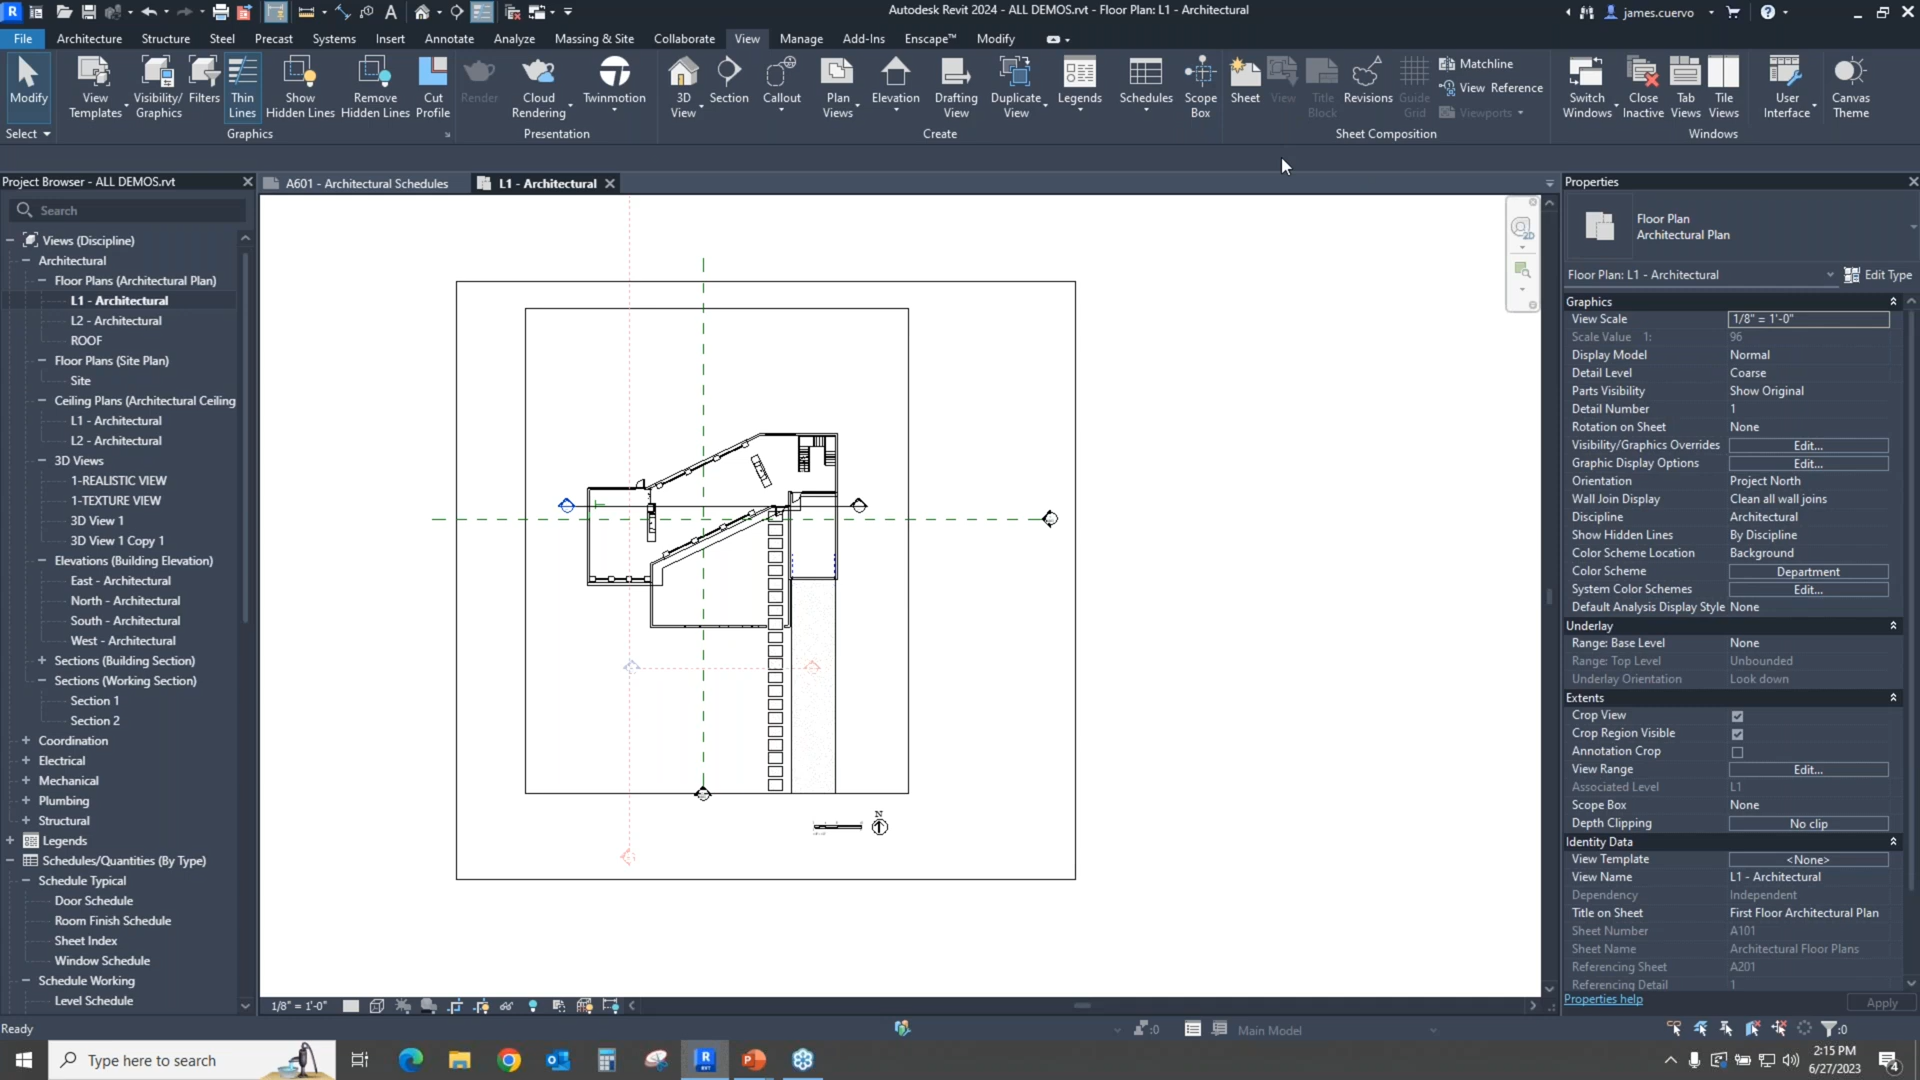 Autodesk Revit 2024 - ALL DEMOS.rvt - Floor Plan: L1 - Architectural
james.cuervo
File
Architecture
Structure
Steel
Precast
Systems
Insert
Annotate
Analyze
Massing & Site
Collaborate
View
Manage
Add-Ins
Enscape™
Modify
Modify
View Templates
Visibility/ Graphics
Filters
Thin Lines
Show Hidden Lines
Remove Hidden Lines
Cut Profile
Render
Cloud Rendering
Twinmotion
3D View
Section
Callout
Plan Views
Elevation
Drafting View
Duplicate View
Legends
Schedules
Scope Box
Sheet
View
Title Block
Revisions
Guide Grid
Matchline
View Reference
Viewports
Switch Windows
Close Inactive
Tab Views
Tile Views
User Interface
Canvas Theme
Select
Graphics
Presentation
Create
Sheet Composition
Windows
Project Browser - ALL DEMOS.rvt
Search
Views (Discipline)
Architectural
Floor Plans (Architectural Plan)
L1 - Architectural
L2 - Architectural
ROOF
Floor Plans (Site Plan)
Site
Ceiling Plans (Architectural Ceiling
L1 - Architectural
L2 - Architectural
3D Views
1-REALISTIC VIEW
1-TEXTURE VIEW
3D View 1
3D View 1 Copy 1
Elevations (Building Elevation)
East - Architectural
North - Architectural
South - Architectural
West - Architectural
Sections (Building Section)
Sections (Working Section)
Section 1
Section 2
Coordination
Electrical
Mechanical
Plumbing
Structural
Legends
Schedules/Quantities (By Type)
Schedule Typical
Door Schedule
Room Finish Schedule
Sheet Index
Window Schedule
Schedule Working
Level Schedule
A601 - Architectural Schedules
L1 - Architectural
2D
N
1/8" = 1'-0"
Properties
Floor Plan
Architectural Plan
Floor Plan: L1 - Architectural
Edit Type
Graphics
View Scale 1/8" = 1'-0"
Scale Value 1: 96
Display Model Normal
Detail Level Coarse
Parts Visibility Show Original
Detail Number 1
Rotation on Sheet None
Visibility/Graphics Overrides Edit...
Graphic Display Options Edit...
Orientation Project North
Wall Join Display Clean all wall joins
Discipline Architectural
Show Hidden Lines By Discipline
Color Scheme Location Background
Color Scheme Department
System Color Schemes Edit...
Default Analysis Display Style None
Underlay
Range: Base Level None
Range: Top Level Unbounded
Underlay Orientation Look down
Extents
Crop View
Crop Region Visible
Annotation Crop
View Range Edit...
Associated Level L1
Scope Box None
Depth Clipping No clip
Identity Data
View Template <None>
View Name L1 - Architectural
Dependency Independent
Title on Sheet First Floor Architectural Plan
Sheet Number A101
Sheet Name Architectural Floor Plans
Referencing Sheet A201
Referencing Detail 1
Properties help
Apply
Ready
:0
Main Model
:0
Type here to search
2:15 PM
6/27/2023
4